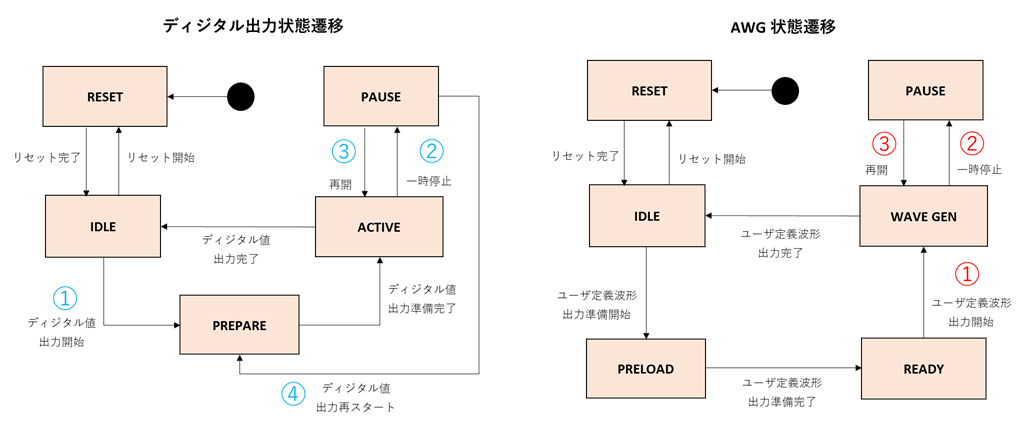 ディジタル出力状態遷移
RESET
PAUSE
リセット完了
リセット開始
③
②
再開
一時停止
IDLE
ACTIVE
ディジタル値
出力完了
①
ディジタル値
出力開始
ディジタル値
出力準備完了
PREPARE
④
ディジタル値
出力再スタート
AWG 状態遷移
RESET
PAUSE
リセット完了
リセット開始
③
②
再開
一時停止
IDLE
WAVE GEN
ユーザ定義波形
出力完了
①
ユーザ定義波形
出力準備開始
ユーザ定義波形
出力開始
PRELOAD
READY
ユーザ定義波形
出力準備完了